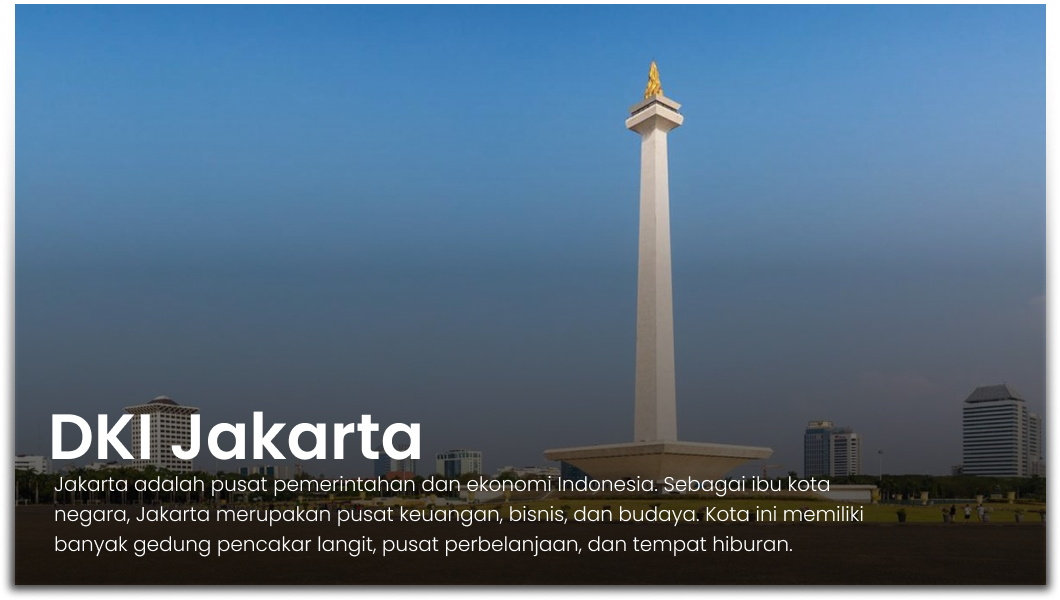 DKI Jakarta
Jakarta adalah pusat pemerintahan dan ekonomi Indonesia. Sebagai ibu kota
negara, Jakarta merupakan pusat keuangan, bisnis, dan budaya. Kota ini memiliki
banyak gedung pencakar langit, pusat perbelanjaan, dan tempat hiburan.